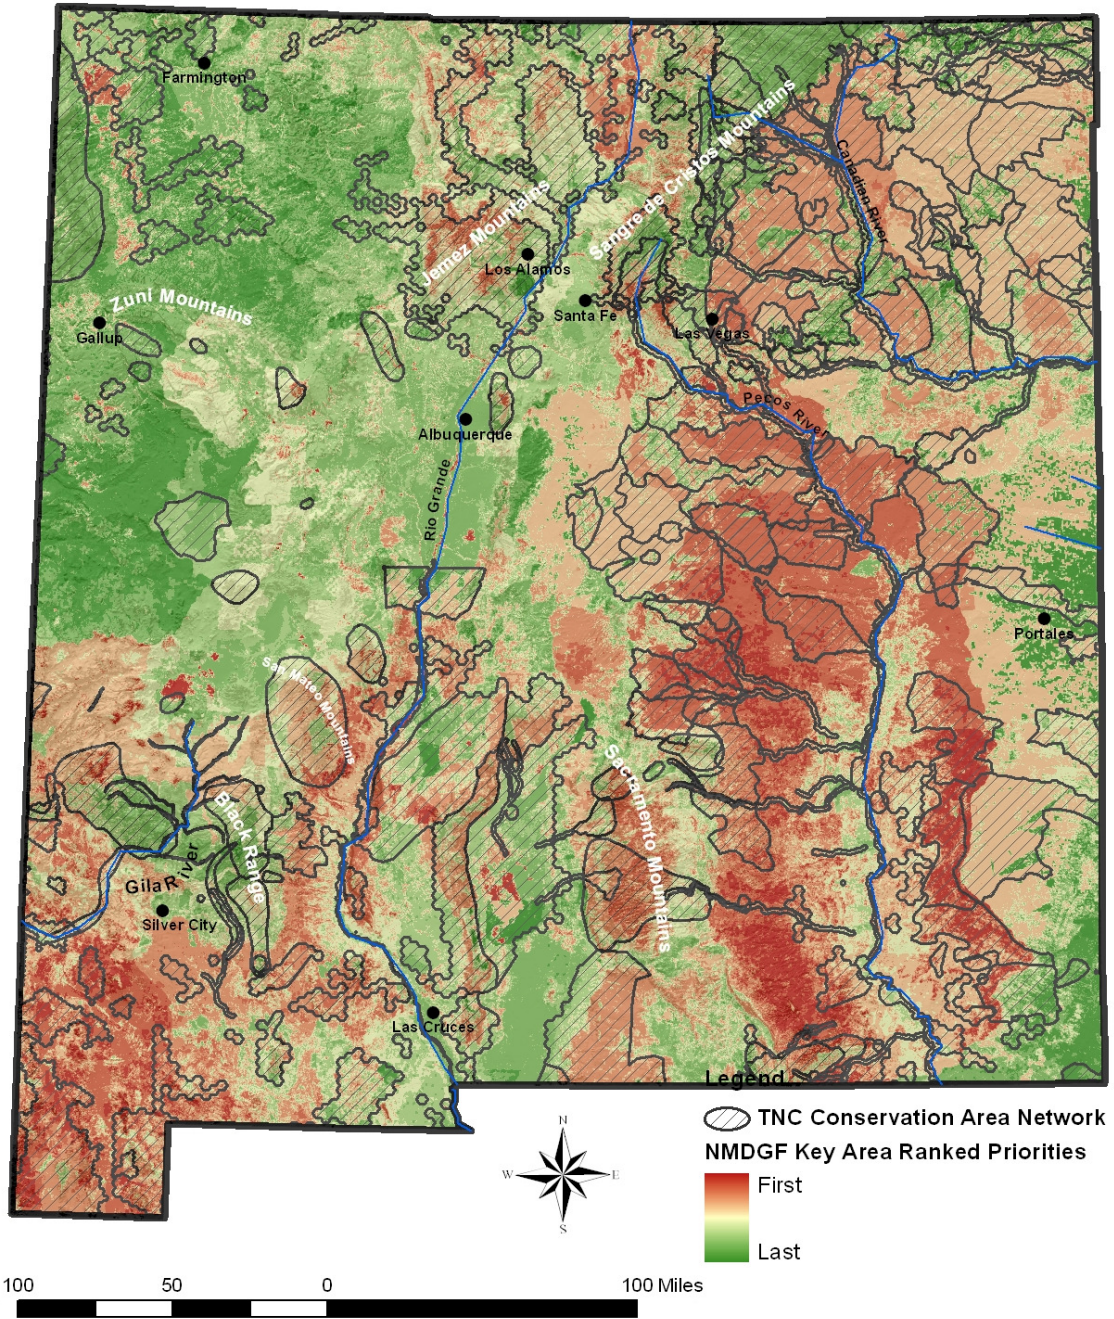 Farmington
Canadian River
Sangre de Cristos Mountains
Jemez Mountains
Los Alamos
Zuni Mountains
Santa Fe
Gallup
Las Vegas
Pecos River
Albuquerque
Rio Grande
Portales
San Mateo Mountains
Sactamento Mountains
Black Range
Gila River
Silver City
Las Cruces
Legend
TNC Conservation Area Network
NMDGF Key Area Ranked Priorities
First
Last
N
W
E
S
100 50 0 100 Miles